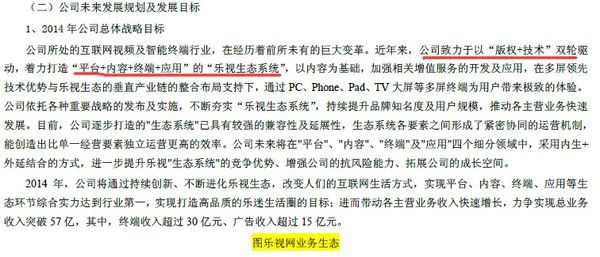 （二）公司未来发展规划及发展目标
1、2014 年公司总体战略目标
公司所处的互联网视频及智能终端行业，在经历着前所未有的巨大变革。近年来，公司致力于以“版权+技术”双轮驱
动，着力打造“平台+内容+终端+应用”的“乐视生态系统”，以内容为基础，加强相关增值服务的开发及应用，在多屏领先
技术优势与乐视生态的垂直产业链的整合布局支持下，通过 PC、Phone、Pad、TV 大屏等多屏终端为用户带来极致的体验。
公司依托各种重要战略的发布及实施，不断夯实“乐视生态系统”，持续提升品牌知名度及用户规模，推动各主营业务快速
发展。目前，公司逐步打造的"生态系统"已具有较强的兼容性及延展性，生态系统各要素之间形成了紧密协同的运营机制，
能创造出比单一经营要素独立运营更高的效率。公司未来将在"平台"、"内容"、"终端"及"应用"四个细分领域中，采用内生+
外延结合的方式，进一步提升乐视"生态系统"的竞争优势、增强公司的抗风险能力、拓展公司的成长空间。
2014 年，公司将通过持续创新、不断进化乐视生态，改变人们的互联网生活方式，实现平台、内容、终端、应用等生
态环节综合实力达到行业第一，实现打造高品质的乐迷生活圈的目标；进而带动各主营业务收入快速增长，力争实现总业务
收入突破 57 亿，其中，终端收入超过 30 亿元、广告收入超过 15 亿元。
图乐视网业务生态